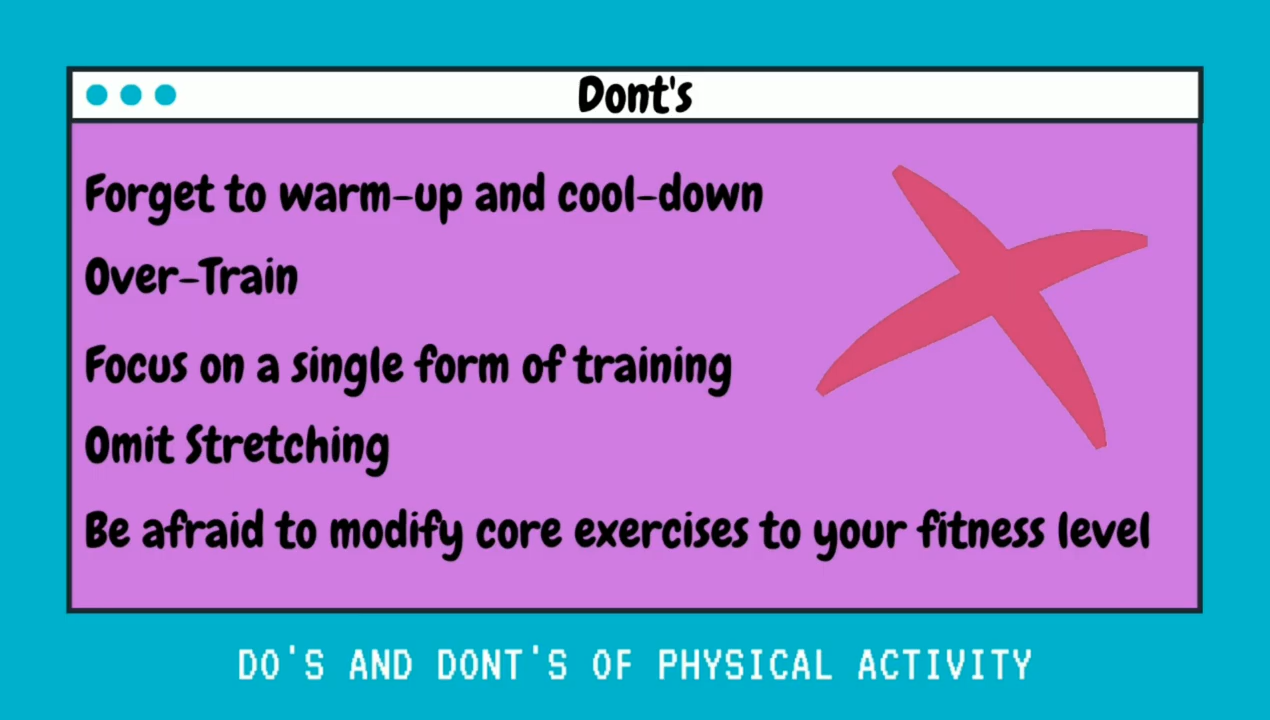 Dont's
Forget to warm-up and cool-down
Over-Train
Focus on a single form of training
Omit Stretching
Be afraid to modify core exercises to your fitness level
DO'S AND DONT'S OF PHYSICAL ACTIVITY